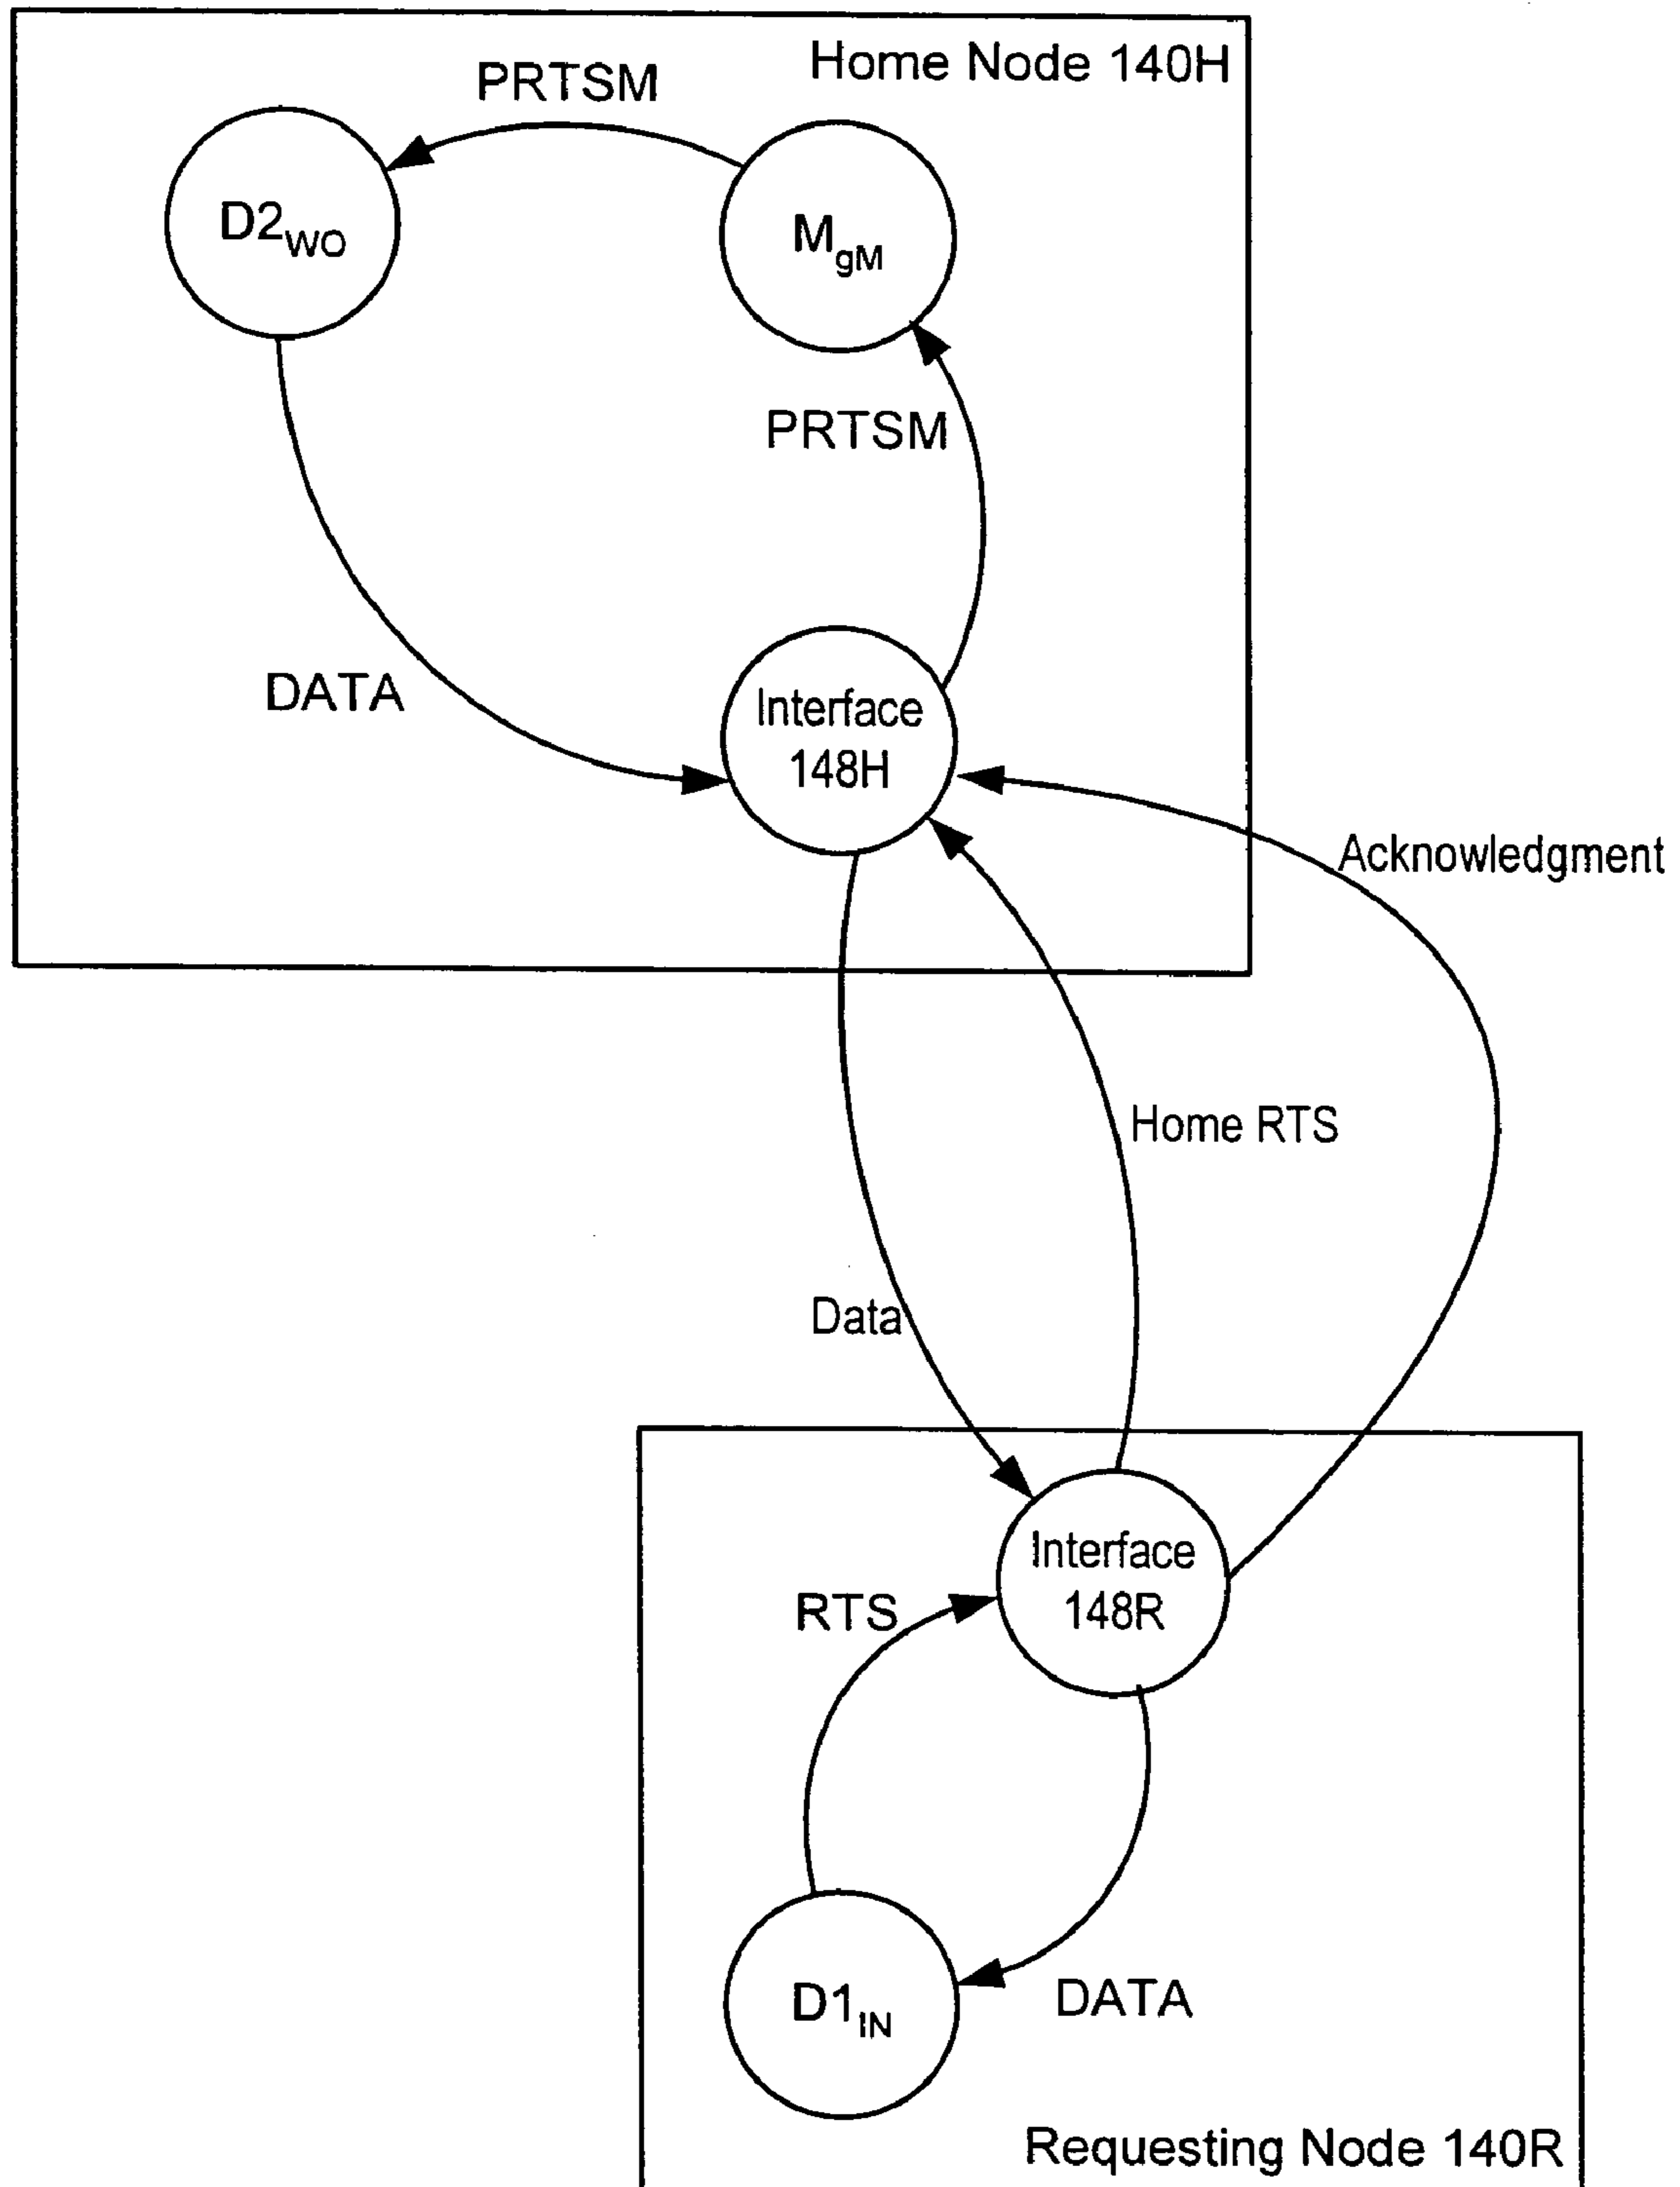 Home Node 140H
PRTSM
D2WO
MgM
PRTSM
DATA
Interface
148H
Acknowledgment
Home RTS
Data
Interface
148R
RTS
D1IN
DATA
Requesting Node 140R